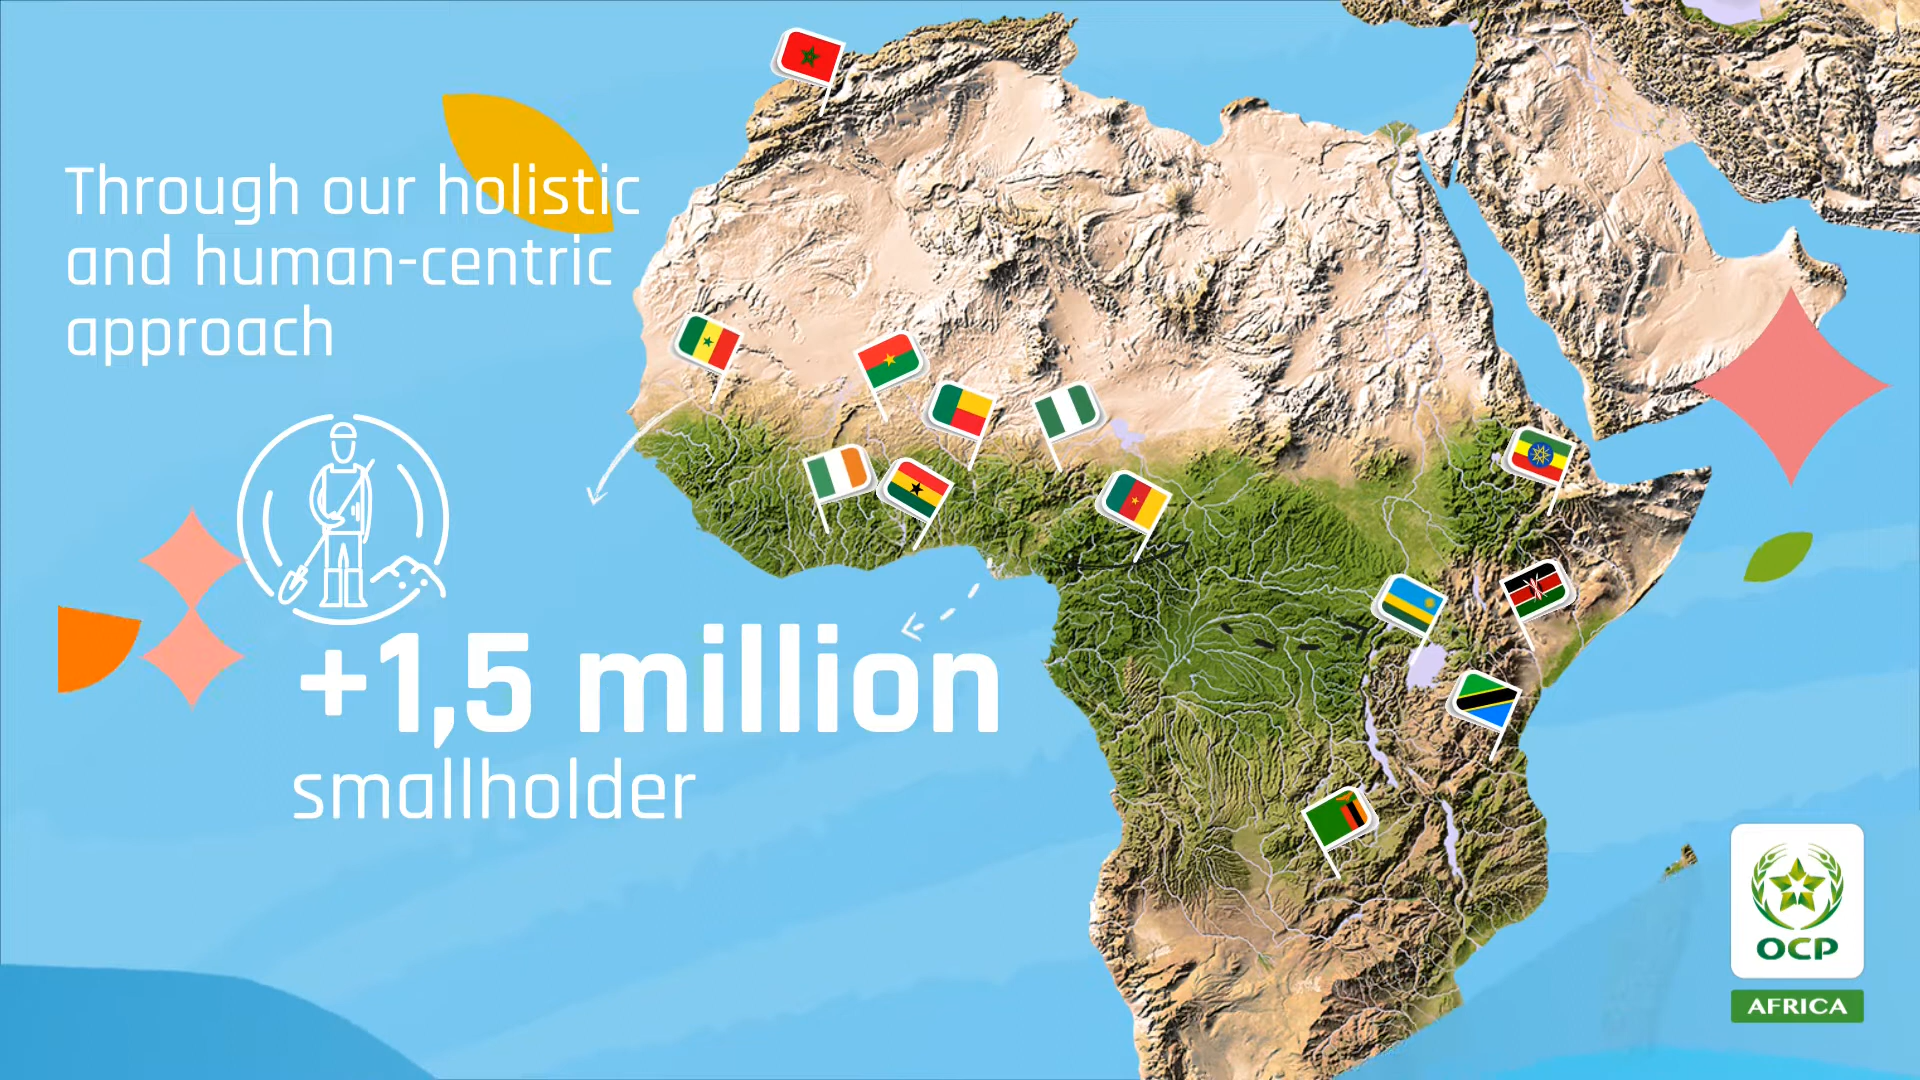 Through our holistic
and human-centric
approach
+1,5 million
smallholder
OCP
AFRICA